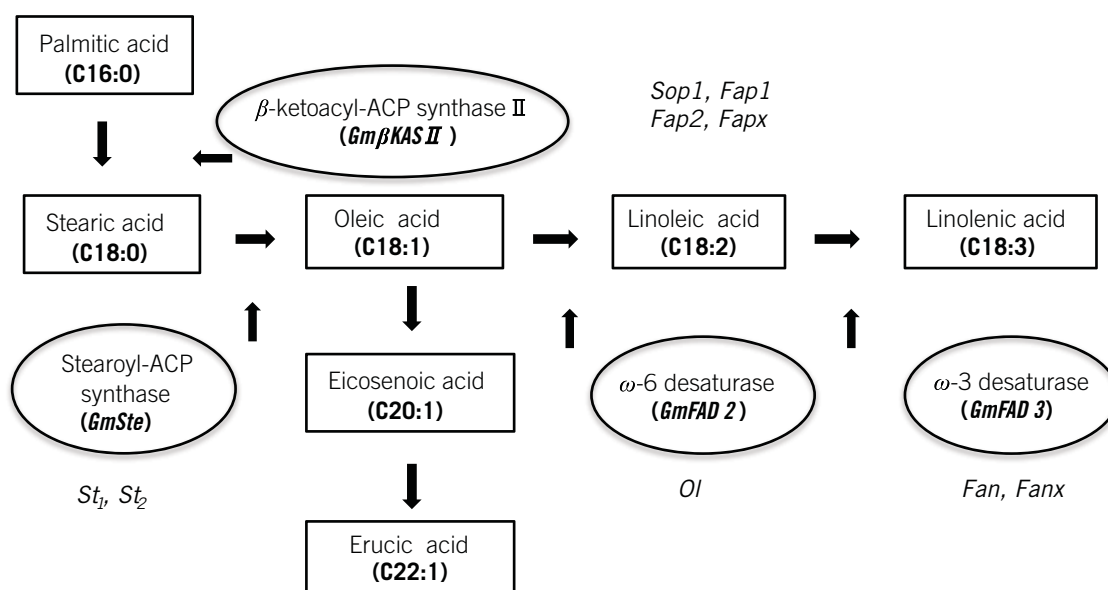 Palmitic acid
(C16:0)
β-ketoacyl-ACP synthase II
(GmβKAS II )
Sop1, Fap1
Fap2, Fapx
Stearic acid
(C18:0)
Oleic acid
(C18:1)
Linoleic acid
(C18:2)
Linolenic acid
(C18:3)
Stearoyl-ACP
synthase
(GmSte)
Eicosenoic acid
(C20:1)
ω-6 desaturase
(GmFAD 2)
ω-3 desaturase
(GmFAD 3)
St1, St2
Ol
Fan, Fanx
Erucic acid
(C22:1)